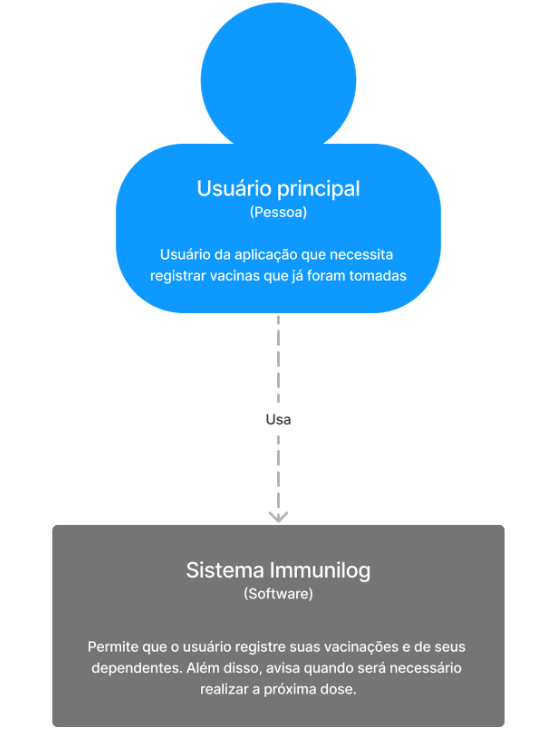 Usuário principal
(Pessoa)
Usuário da aplicação que necessita
registrar vacinas que já foram tomadas
Usa
Sistema Immunilog
(Software)
Permite que o usuário registre suas vacinações e de seus
dependentes. Além disso, avisa quando será necessário
realizar a próxima dose.